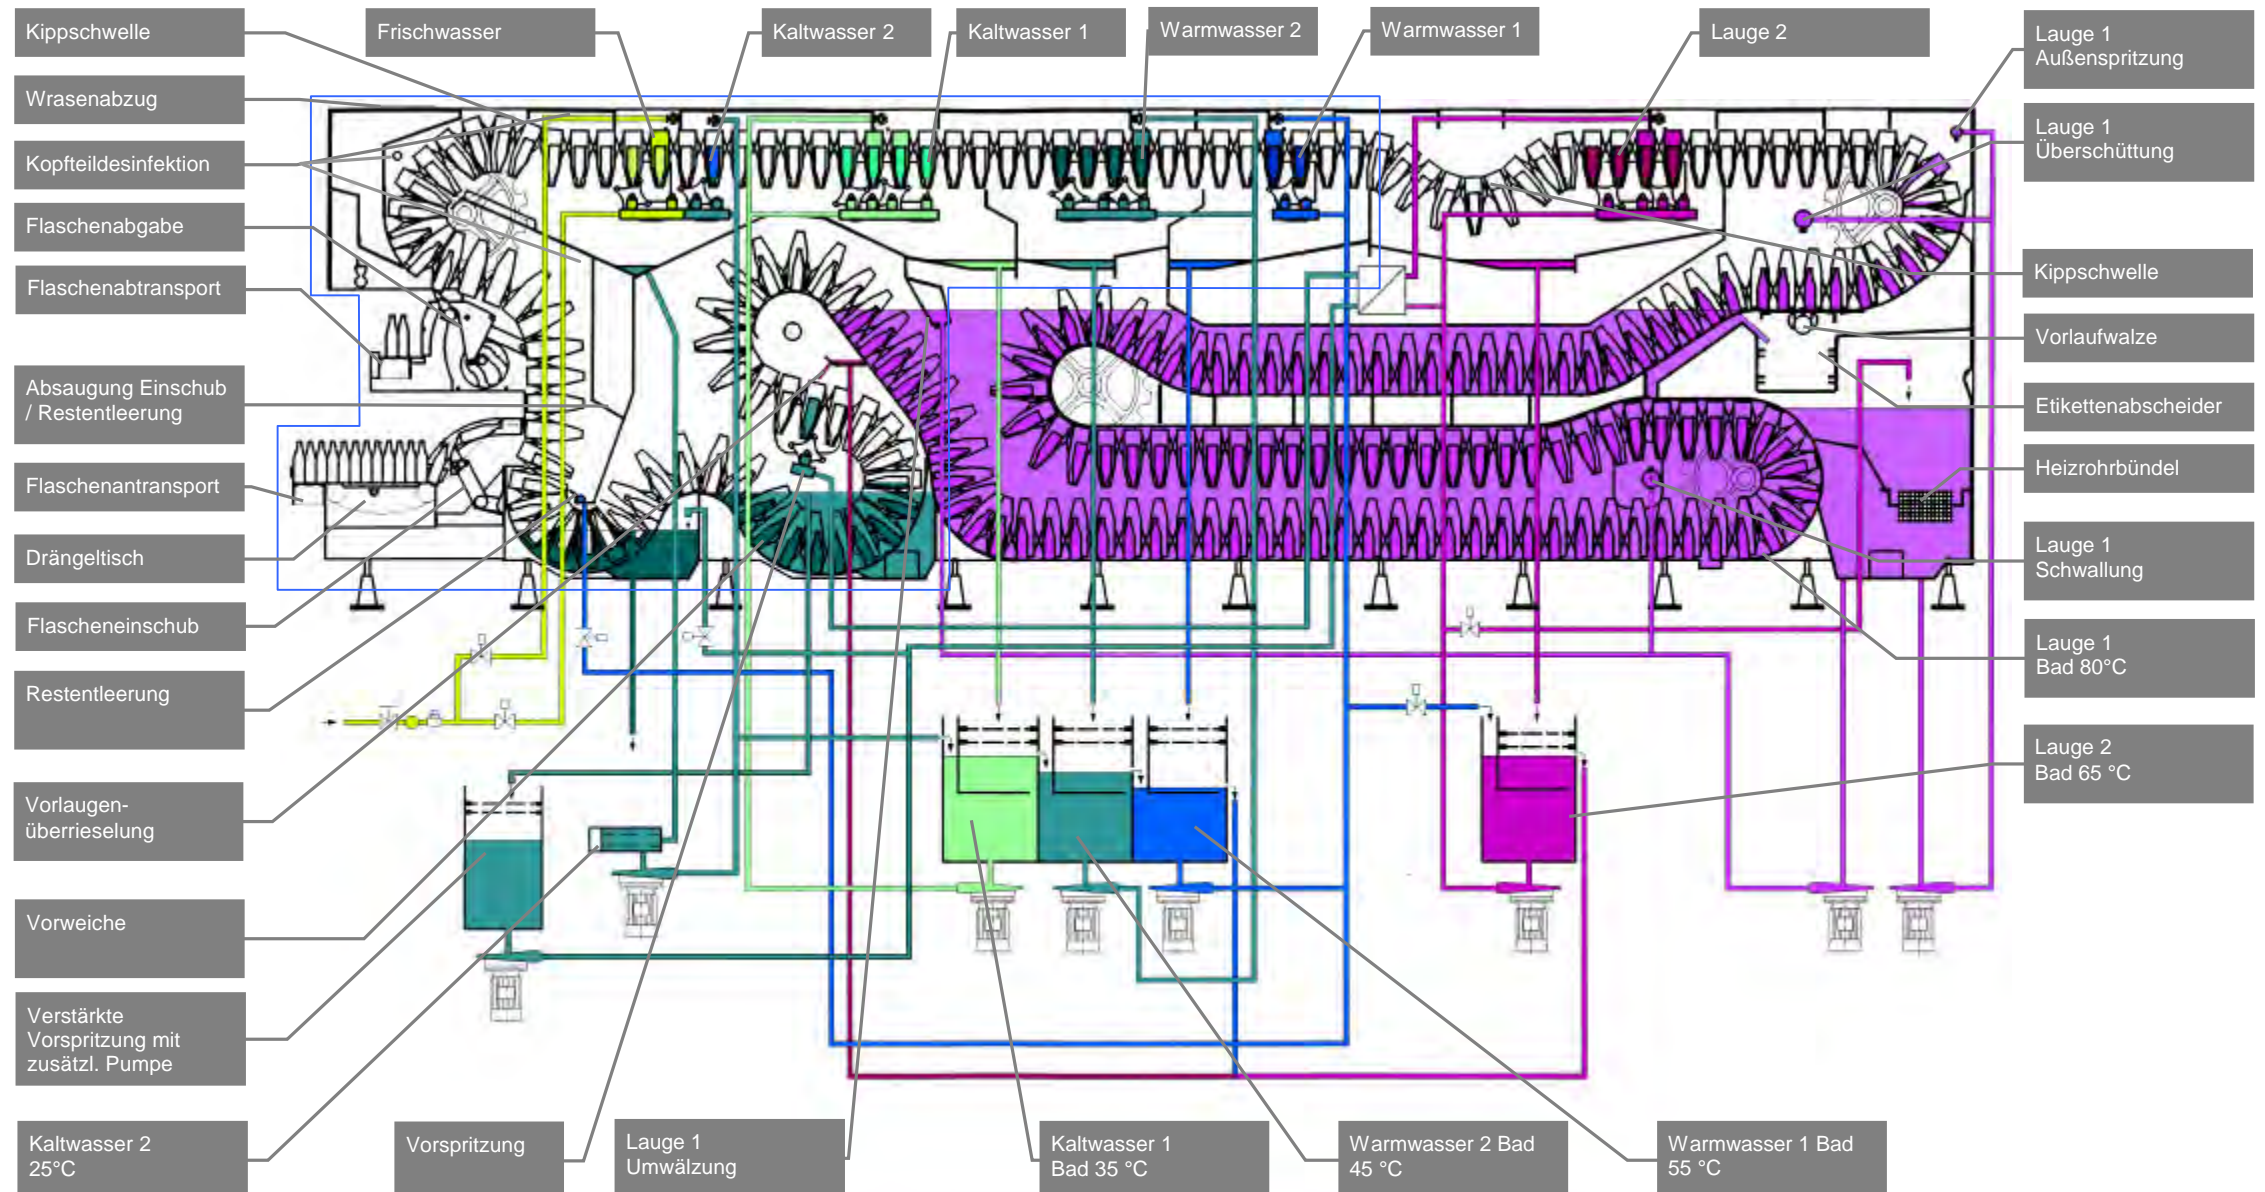 Kippschwelle
Frischwasser
Kaltwasser 2
Kaltwasser 1
Warmwasser 2
Warmwasser 1
Lauge 2
Lauge 1
Außenspritzung
Wrasenabzug
Lauge 1
Überschüttung
Kopfteildesinfektion
Flaschenabgabe
Flaschenabtransport
Kippschwelle
Vorlaufwalze
Absaugung Einschub
/ Restentleerung
Etikettenabscheider
Flaschenantransport
Heizrohrbündel
Drängeltisch
Lauge 1
Schwallung
Flascheneinschub
Lauge 1
Bad 80°C
Restentleerung
Lauge 2
Bad 65 °C
Vorlaugen-
überrieselung
Vorweiche
Verstärkte
Vorspritzung mit
zusätzl. Pumpe
Kaltwasser 2
25°C
Vorspritzung
Lauge 1
Umwälzung
Kaltwasser 1
Bad 35 °C
Warmwasser 2 Bad
45 °C
Warmwasser 1 Bad
55 °C